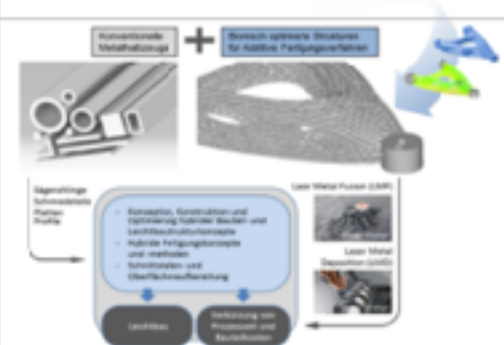 Konventionelle
Metallhalbzeuge
Bionisch optimierte Strukturen
für Additive Fertigungsverfahren
Schmiedeteile
Platten
Profile
Laser Metal Fusion (LMF)
Laser Metal
Deposition (LMD)
Konzeption, Konstruktion und
Optimierung hybrider Bauteil- und
Leichtbaustrukturkonzepte
Hybride Fertigungskonzepte
und -methoden
Schnittstellen- und
Oberflächenaufbereitung
Leichtbau
Verkürzung von
Prozesszeit und
Bauteilkosten